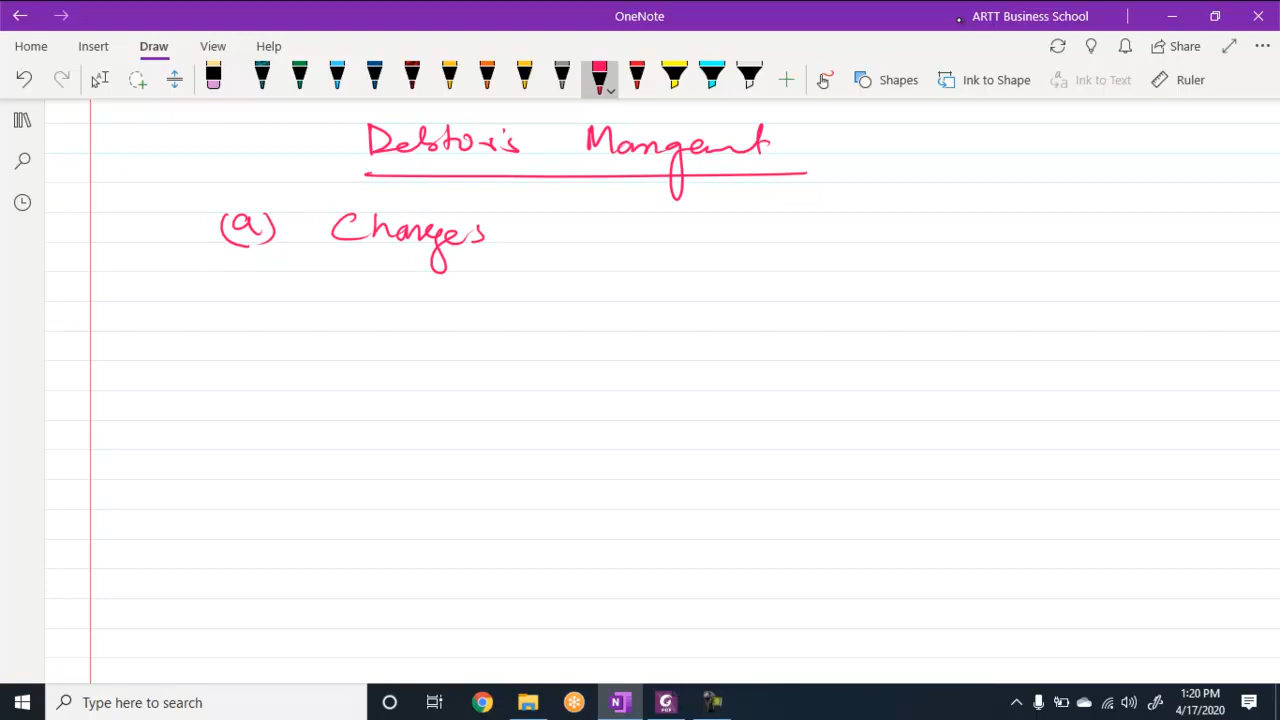 OneNote
ARTT Business School
Home Insert Draw View Help
Share
Shapes Ink to Shape Ink to Text Ruler
Debtor's Mangemt
(a) Changes
Type here to search
1:20 PM
4/17/2020